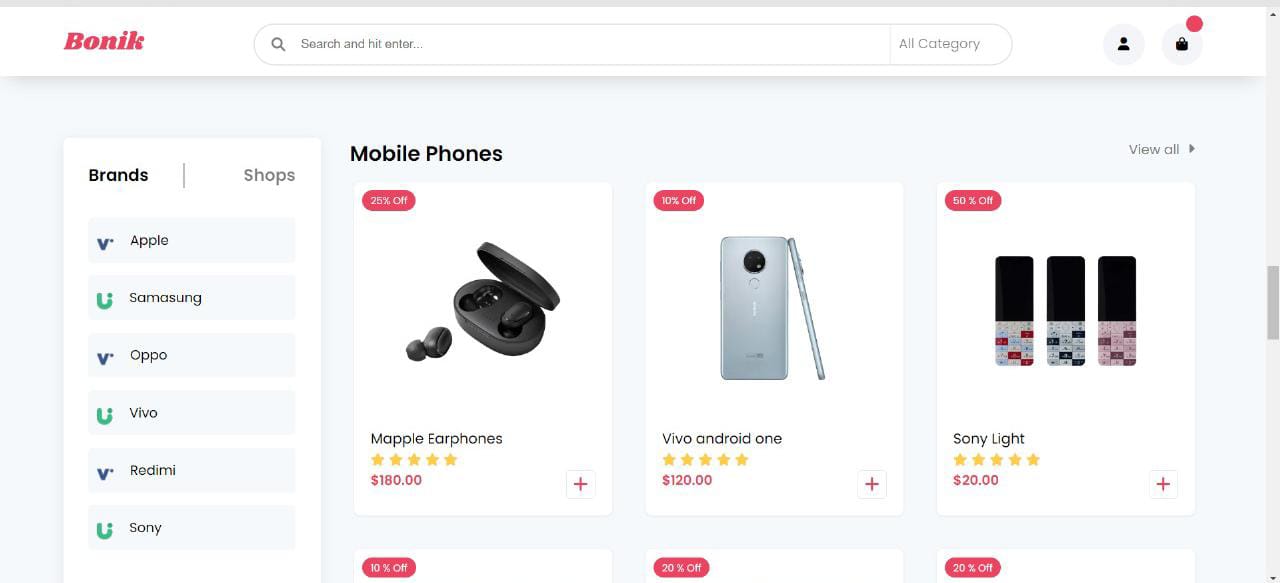 Bonik
Search and hit enter...
All Category
Brands
Shops
Apple
Samasung
Oppo
Vivo
Redimi
Sony
Mobile Phones
View all
25% Off
Mapple Earphones
$180.00
10% Off
Vivo android one
$120.00
50 % Off
Sony Light
$20.00
10 % Off
20 % Off
20 % Off